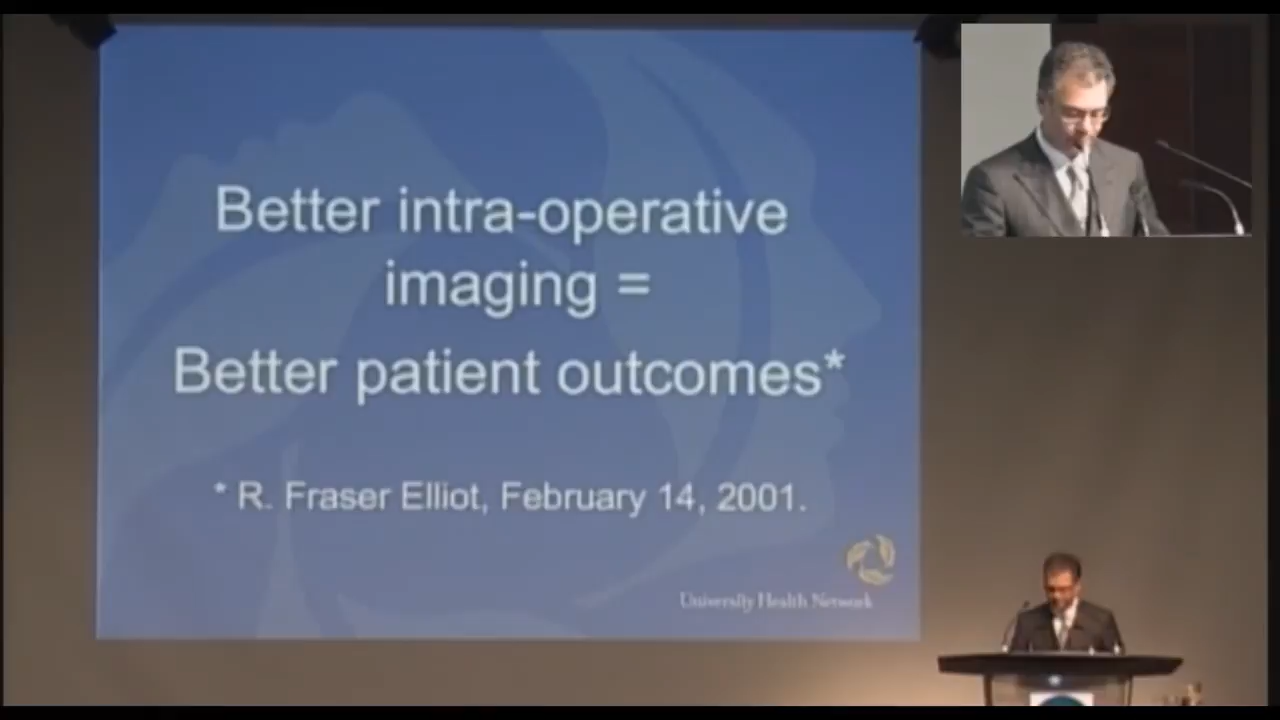 Better intra-operative
imaging =
Better patient outcomes*
* R. Fraser Elliot, February 14, 2001.
University Health Network